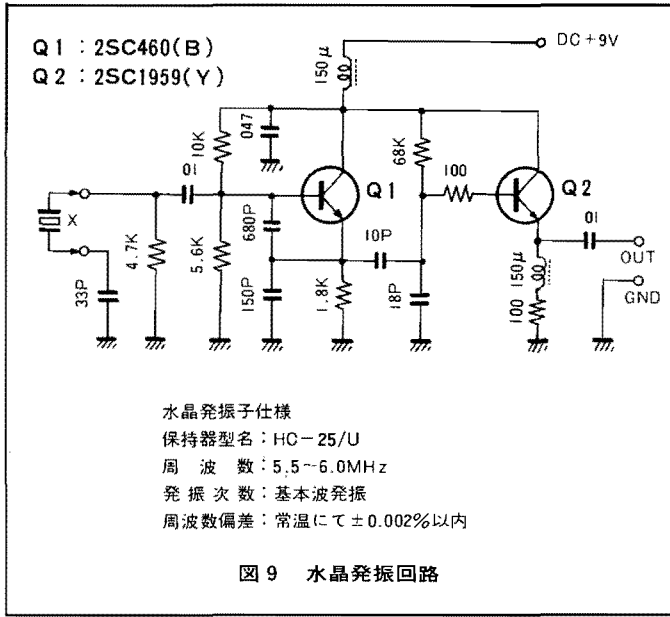 Q1：2SC460(B)
Q2：2SC1959(Y)
150μ
DC+9V
047
10K
68K
01
Q1
100
Q2
X
680P
10P
01
OUT
4.7K
5.6K
33P
150P
1.8K
18P
150μ
100
GND
水晶発振子仕様
保持器型名：HC-25/U
周波数：5.5~6.0MHz
発振次数：基本波発振
周波数偏差：常温にて±0.002%以内
図9 水晶発振回路